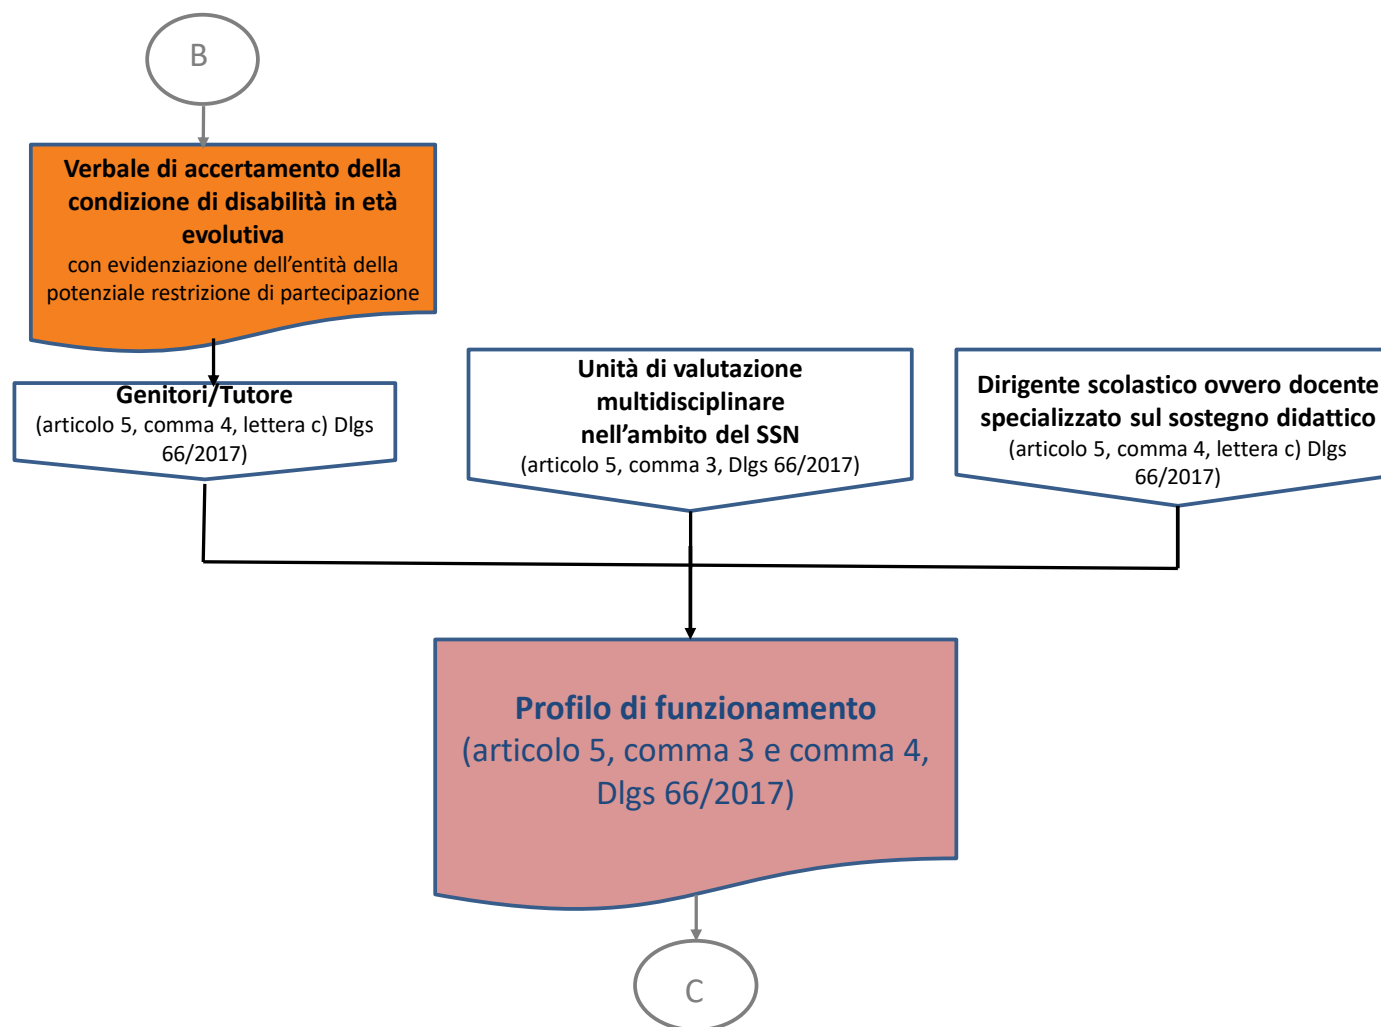 B
Verbale di accertamento della
condizione di disabilità in età
evolutiva
con evidenziazione dell'entità della
potenziale restrizione di partecipazione
Genitori/Tutore
(articolo 5, comma 4, lettera c) Dlgs
66/2017)
Unità di valutazione
multidisciplinare
nell'ambito del SSN
(articolo 5, comma 3, Dlgs 66/2017)
Dirigente scolastico ovvero docente
specializzato sul sostegno didattico
(articolo 5, comma 4, lettera c) Dlgs
66/2017)
Profilo di funzionamento
(articolo 5, comma 3 e comma 4,
Dlgs 66/2017)
C